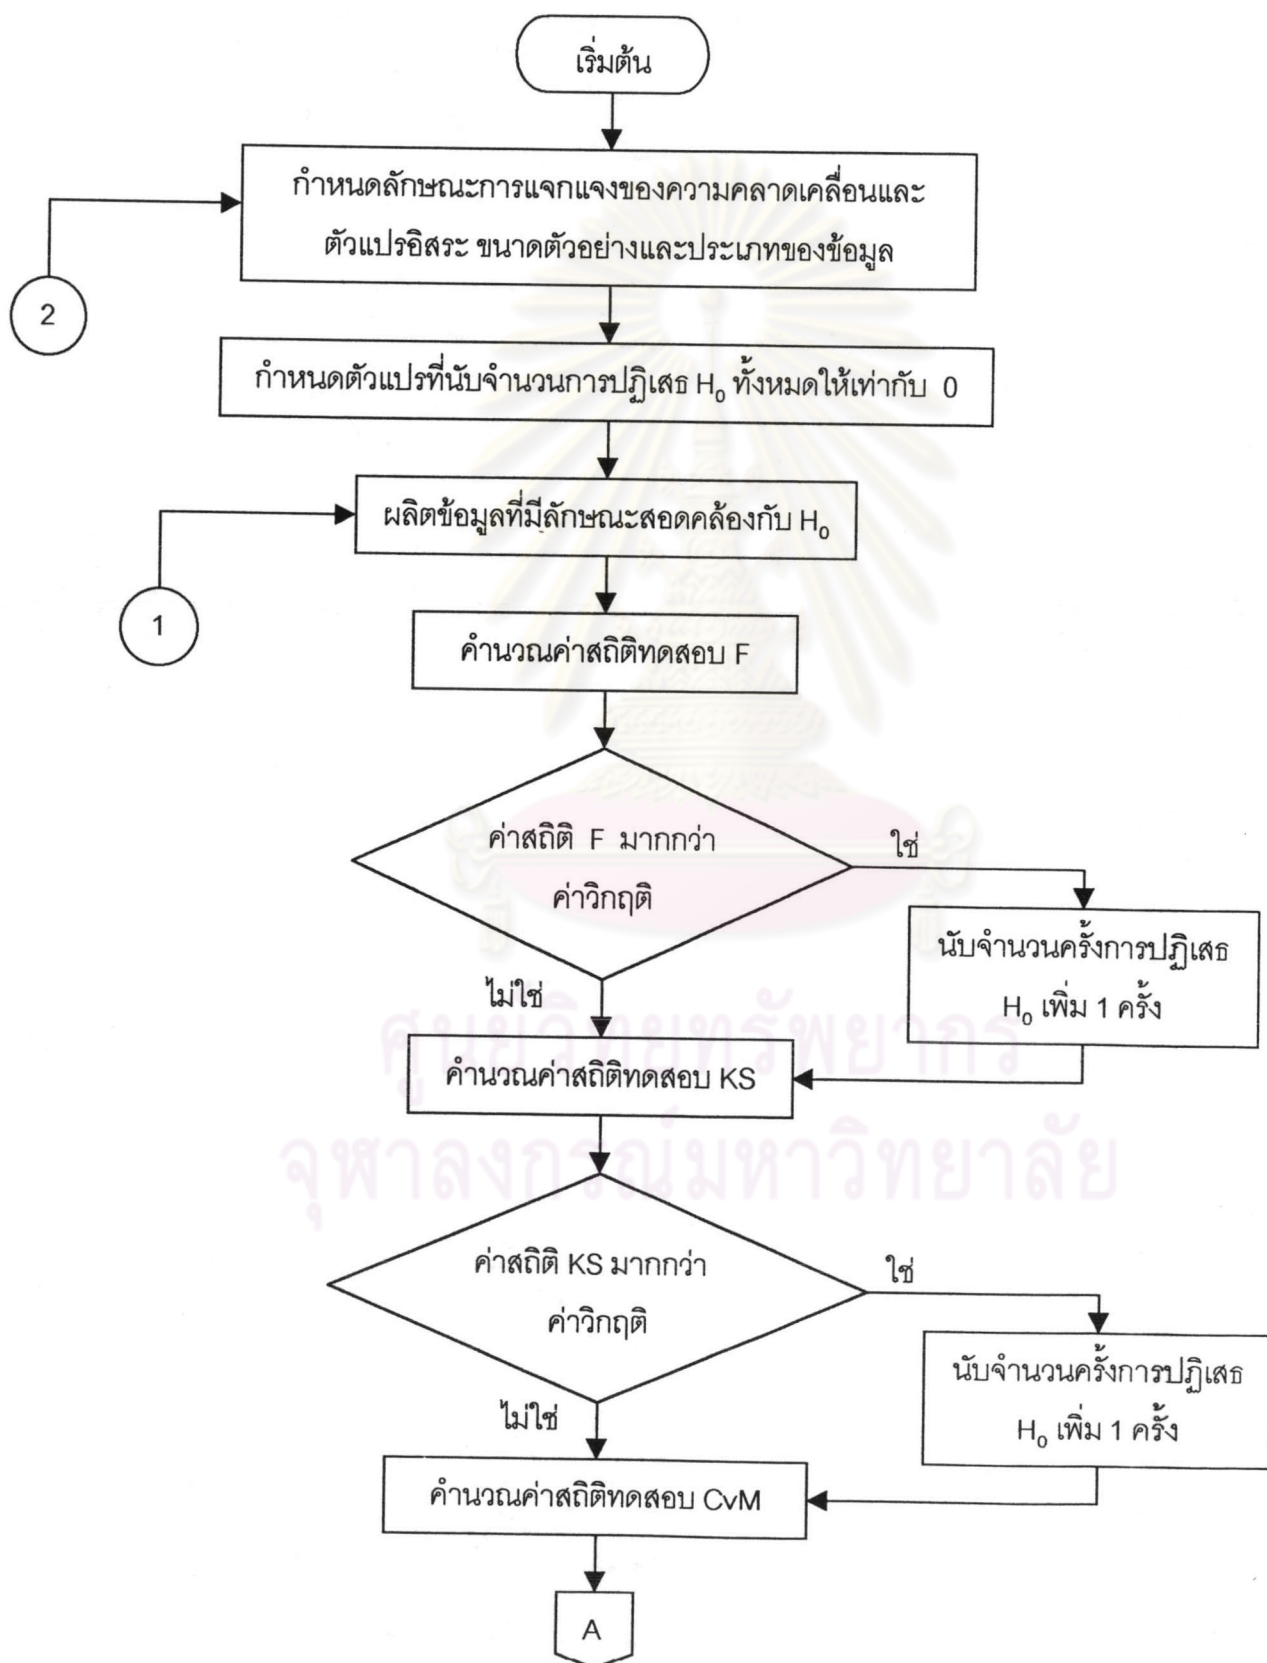 เริ่มต้น
กำหนดลักษณะการแจกแจงของความคลาดเคลื่อนและ
ตัวแปรอิสระ ขนาดตัวอย่างและประเภทของข้อมูล
2
กำหนดตัวแปรที่นับจำนวนการปฏิเสธ H₀ ทั้งหมดให้เท่ากับ 0
ผลิตข้อมูลที่มีลักษณะสอดคล้องกับ H₀
1
คำนวณค่าสถิติทดสอบ F
ค่าสถิติ F มากกว่า
ค่าวิกฤติ
ใช่
นับจำนวนครั้งการปฏิเสธ
H₀ เพิ่ม 1 ครั้ง
ไม่ใช่
ศูนย์วิทยทรัพยากร
คำนวณค่าสถิติทดสอบ KS
จุฬาลงกรณ์มหาวิทยาลัย
ค่าสถิติ KS มากกว่า
ค่าวิกฤติ
ใช่
นับจำนวนครั้งการปฏิเสธ
H₀ เพิ่ม 1 ครั้ง
ไม่ใช่
คำนวณค่าสถิติทดสอบ CvM
A